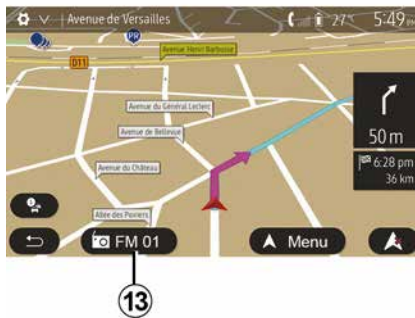 Avenue de Versailles
27°
5:49 PM
PR
Avenue Henri Barbusse
D11
Avenue du Général Leclerc
Avenue de Bellevue
Avenue du Château
Allée des Poiriers
50 m
6:28 pm
36 km
FM 01
Menu
13